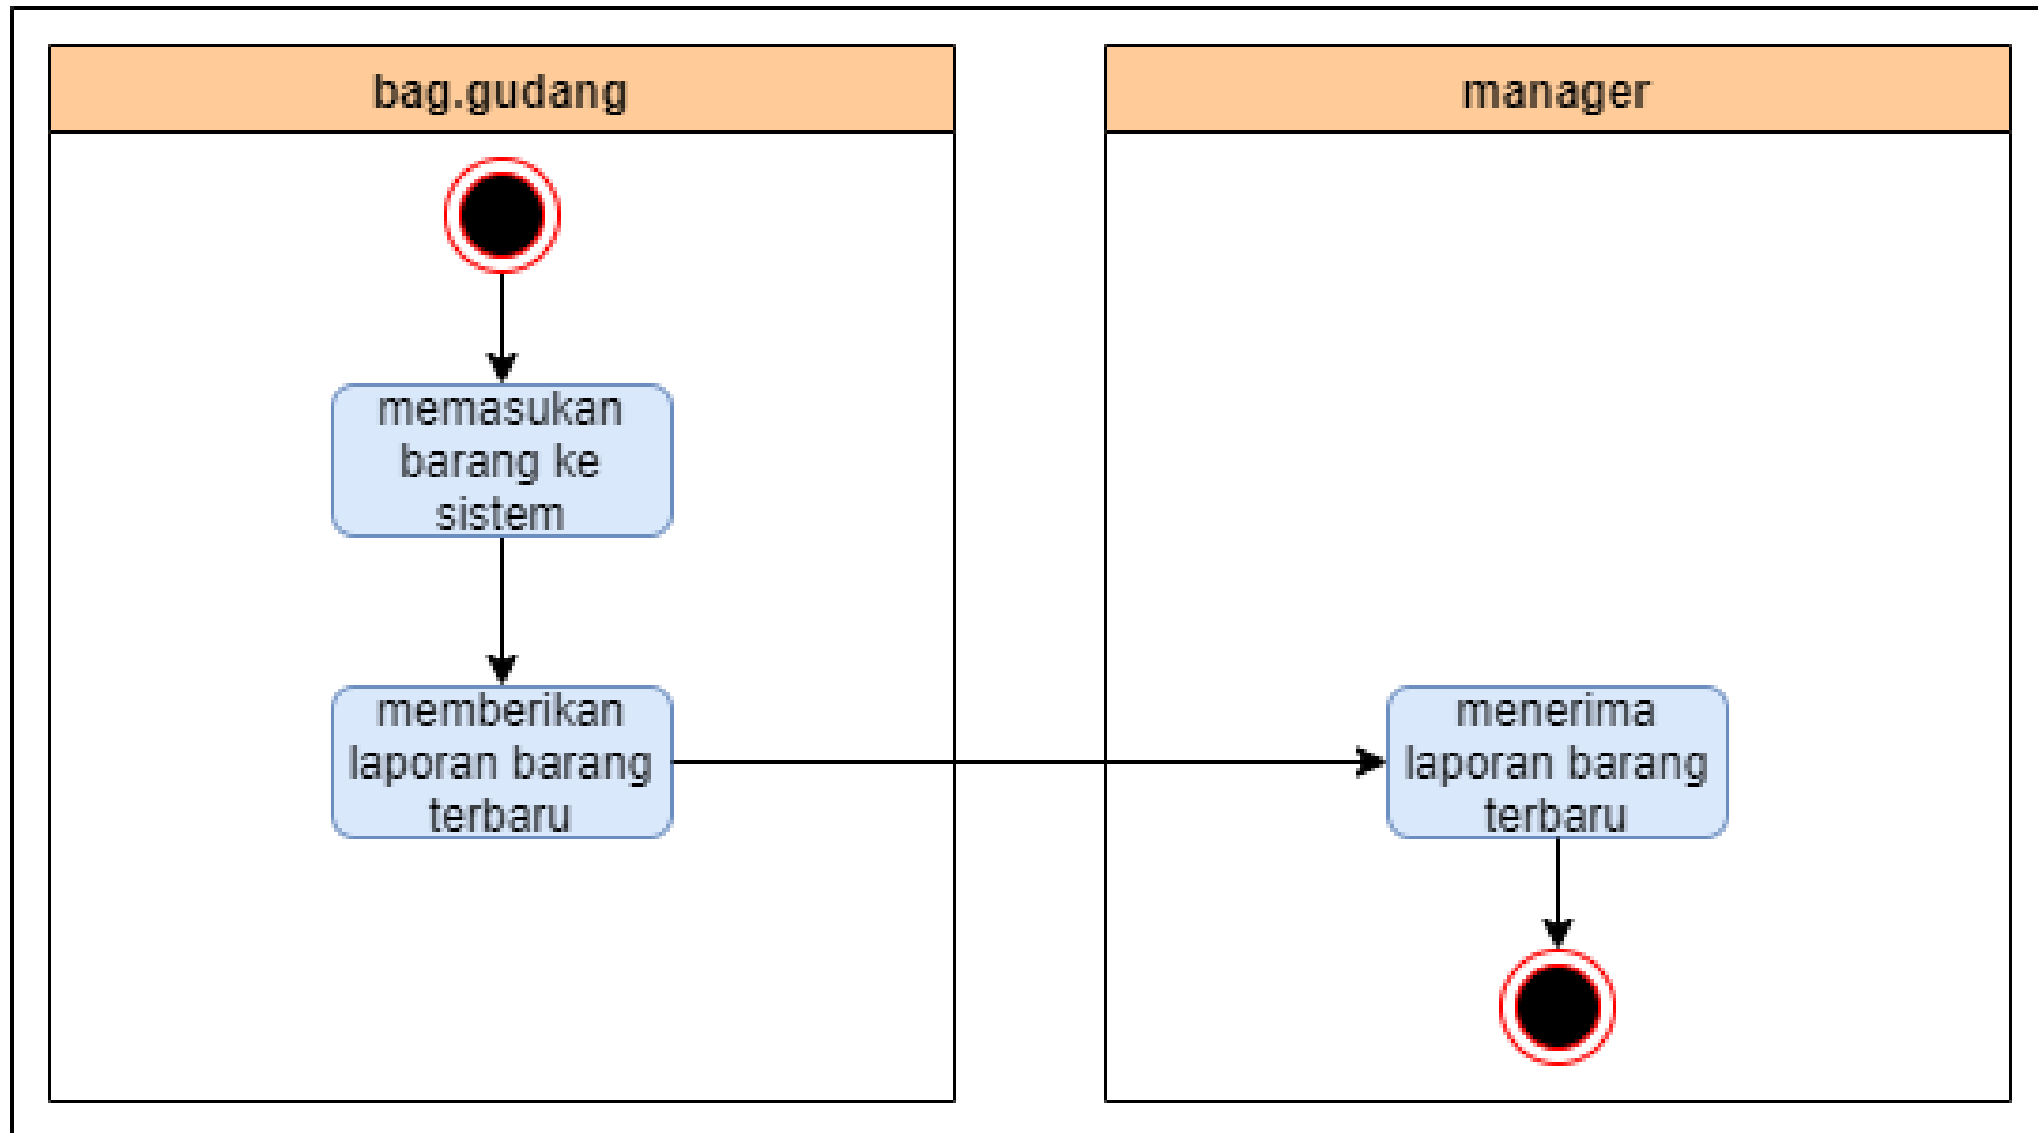 bag.gudang
manager
memasukan
barang ke
sistem
memberikan
laporan barang
terbaru
menerima
laporan barang
terbaru